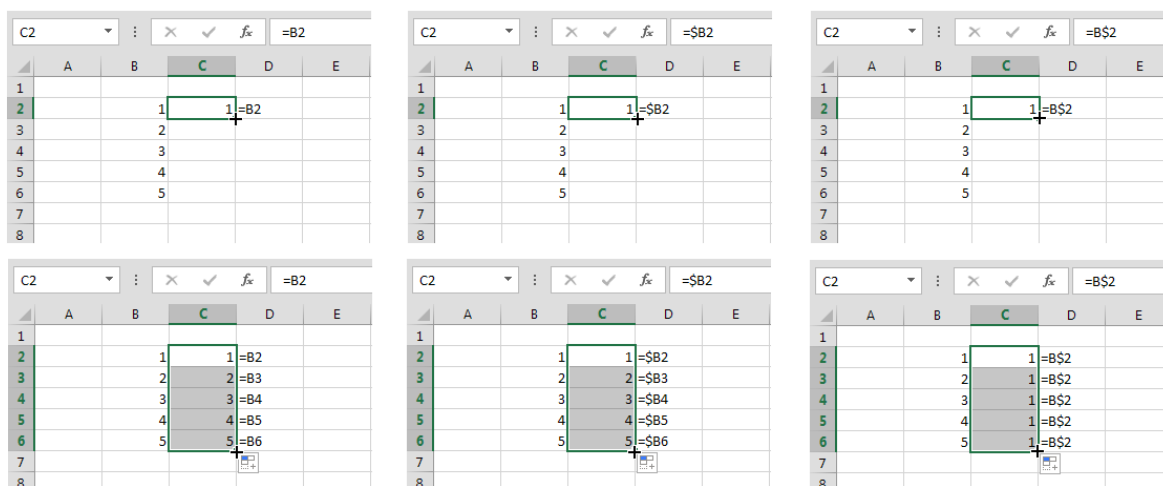 C2 fx =B2
A B C D E
1
2 1 1 =B2
3 2
4 3
5 4
6 5
7
8
C2 fx =$B2
A B C D E
1
2 1 1 =$B2
3 2
4 3
5 4
6 5
7
8
C2 fx =B$2
A B C D E
1
2 1 1 =B$2
3 2
4 3
5 4
6 5
7
8
C2 fx =B2
A B C D E
1
2 1 1 =B2
3 2 2 =B3
4 3 3 =B4
5 4 4 =B5
6 5 5 =B6
7
8
C2 fx =$B2
A B C D E
1
2 1 1 =$B2
3 2 2 =$B3
4 3 3 =$B4
5 4 4 =$B5
6 5 5 =$B6
7
8
C2 fx =B$2
A B C D E
1
2 1 1 =B$2
3 2 1 =B$2
4 3 1 =B$2
5 4 1 =B$2
6 5 1 =B$2
7
8